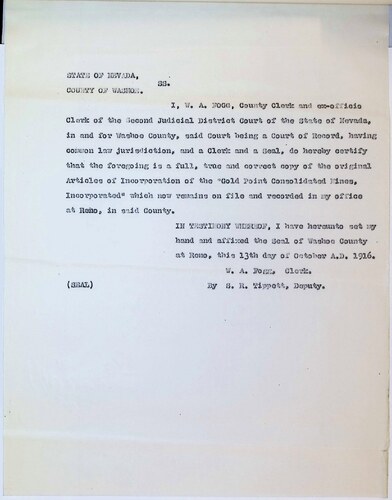 STATE OF NEVADA,
SS.
COUNTY OF WASHOE.
I, W. A. FOGG, County Clerk and ex-officio
Clerk of the Second Judicial District Court of the State of Nevada,
in and for Washoe County, said Court being a Court of Record, having
common law jurisdiction, and a Clerk and a Seal, do hereby certify
that the foregoing is a full, true and correct copy of the original
Articles of Incorporation of the "Gold Point Consolidated Mines,
Incorporated" which now remains on file and recorded in my office
at Reno, in said County.
IN TESTIMONY WHEREOF, I have hereunto set my
hand and affixed the Seal of Washoe County
at Reno, this 13th day of October A.D. 1916.
W. A. Fogg, Clerk.
(SEAL) By S. H. Tippett, Deputy.